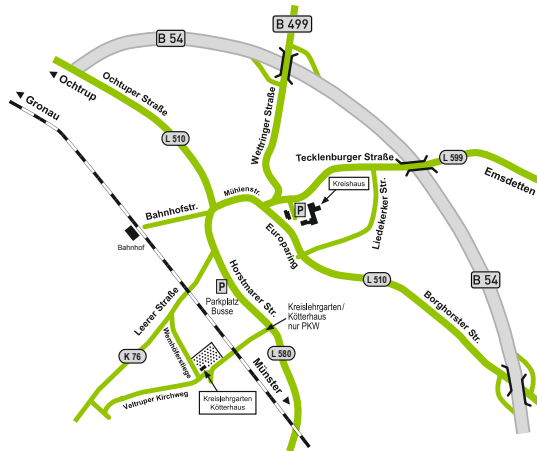 B 499
B 54
Ochtrup
Ochtuper Straße
Gronau
Wettringer Straße
L 510
Tecklenburger Straße
L 599
Emsdetten
Kreishaus
Mühlenstr.
P
Liedekerker Str.
Bahnhofstr.
Europaring
Bahnhof
Horstmarer Str.
L 510
B 54
P
Parkplatz
Busse
Borghorster Str.
Leerer Straße
Kreislehrgarten/
Kötterhaus
nur PKW
Wemhöferstiege
K 76
L 580
Münster
Veltruper Kirchweg
Kreislehrgarten
Kötterhaus